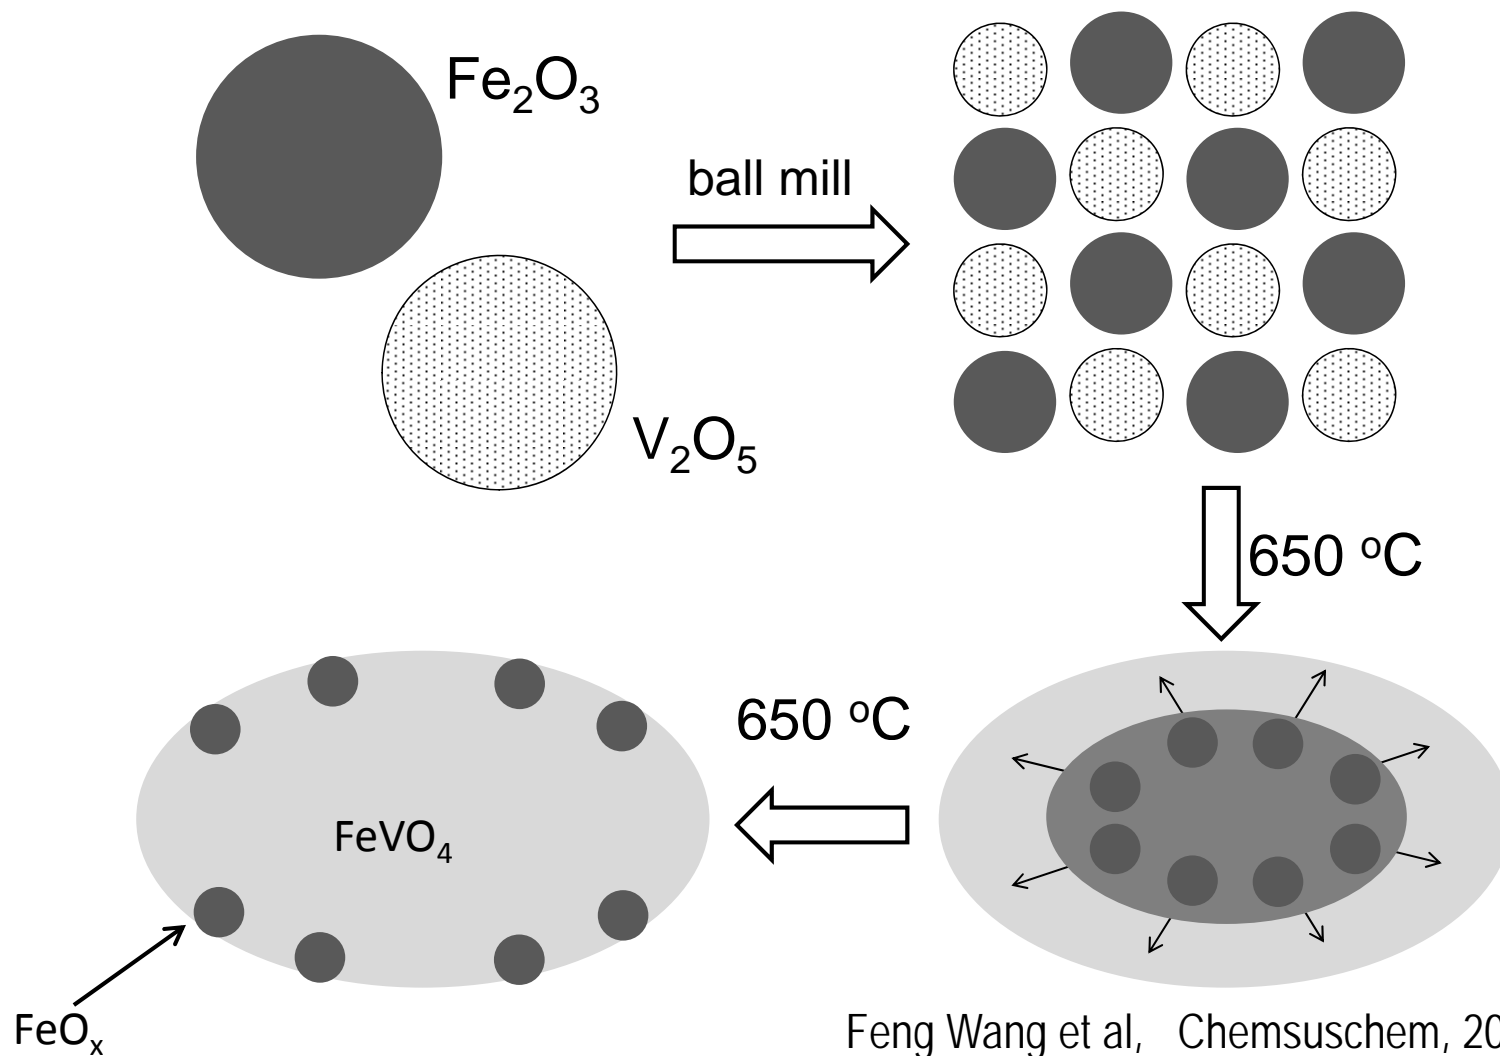 Fe₂O₃
ball mill
V₂O₅
650 ºC
650 ºC
FeVO₄
FeOₓ
Feng Wang et al, Chemsuschem, 20